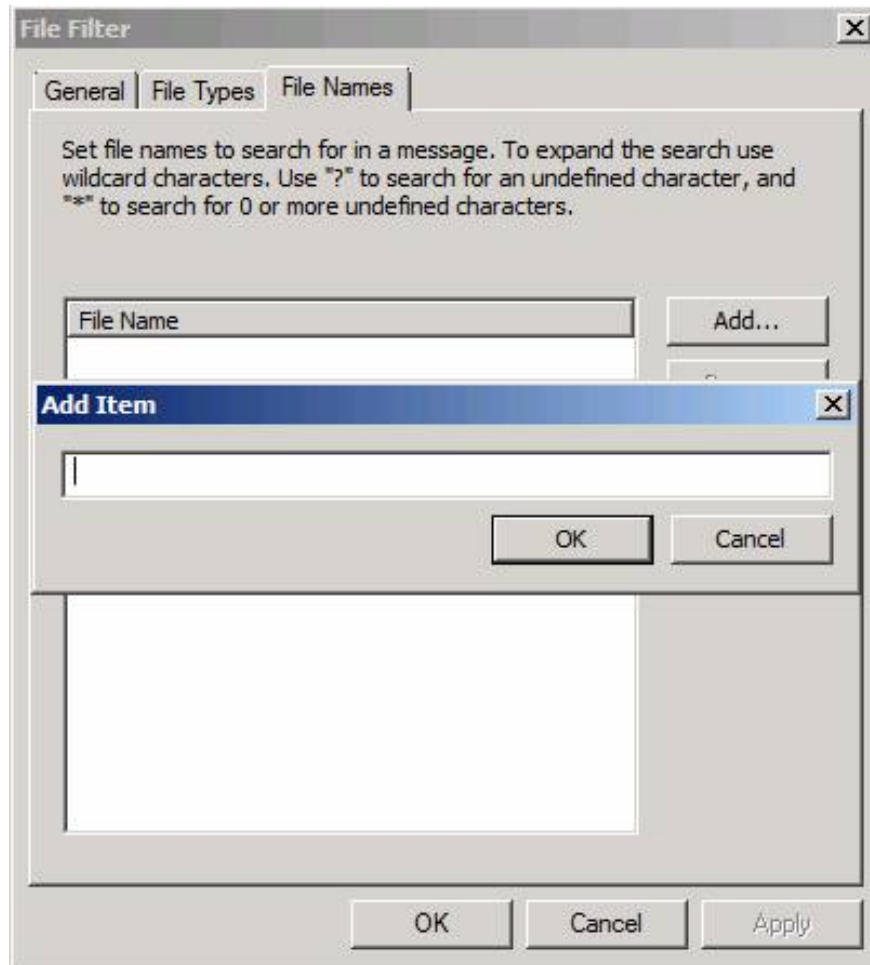 File Filter
General File Types File Names
Set file names to search for in a message. To expand the search use
wildcard characters. Use "?" to search for an undefined character, and
"*" to search for 0 or more undefined characters.
File Name Add...
Add Item
OK Cancel
OK Cancel Apply